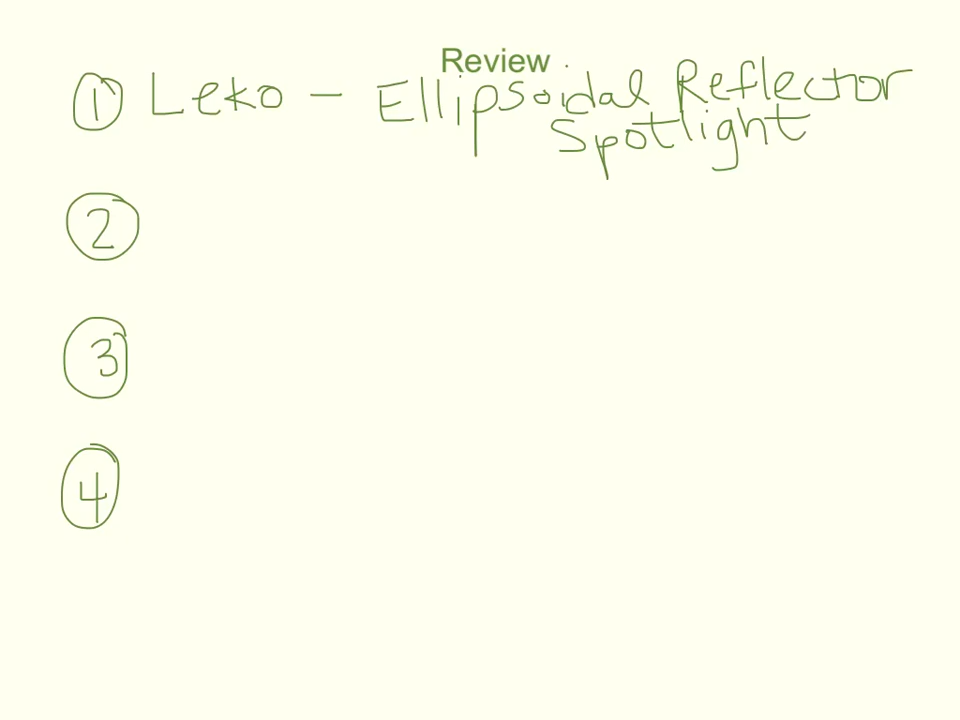 Review
① Leko - Ellipsoidal Reflector
Spotlight
②
③
④